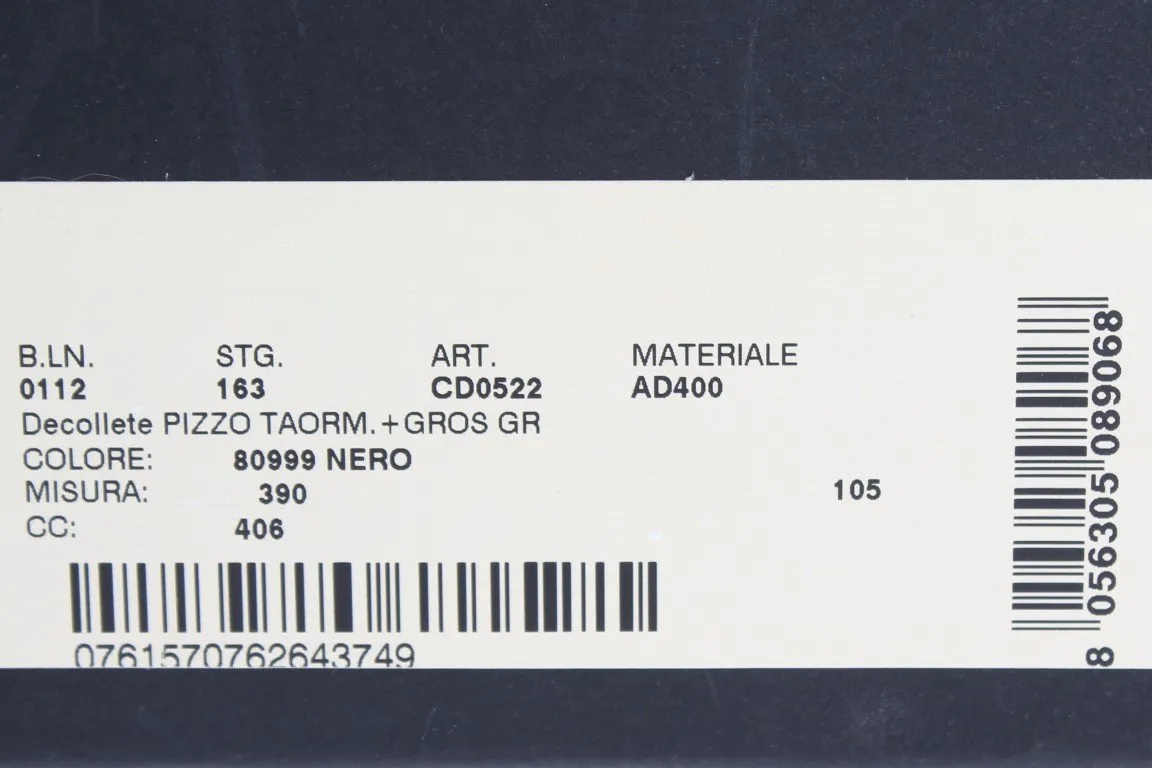 B.LN. STG. ART. MATERIALE
0112 163 CD0522 AD400
Decollete PIZZO TAORM.+GROS GR
COLORE: 80999 NERO
MISURA: 390 105
CC: 406
0761570762643749
8 056305 089068